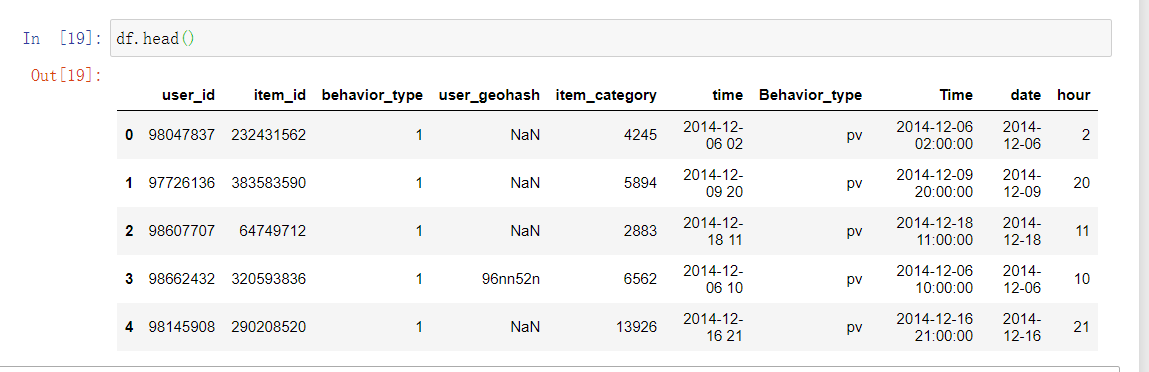 In [19]: df.head()
Out[19]:
user_id item_id behavior_type user_geohash item_category time Behavior_type Time date hour
0 98047837 232431562 1 NaN 4245 2014-12-06 02 pv 2014-12-06 02:00:00 2014-12-06 2
1 97726136 383583590 1 NaN 5894 2014-12-09 20 pv 2014-12-09 20:00:00 2014-12-09 20
2 98607707 64749712 1 NaN 2883 2014-12-18 11 pv 2014-12-18 11:00:00 2014-12-18 11
3 98662432 320593836 1 96nn52n 6562 2014-12-06 10 pv 2014-12-06 10:00:00 2014-12-06 10
4 98145908 290208520 1 NaN 13926 2014-12-16 21 pv 2014-12-16 21:00:00 2014-12-16 21